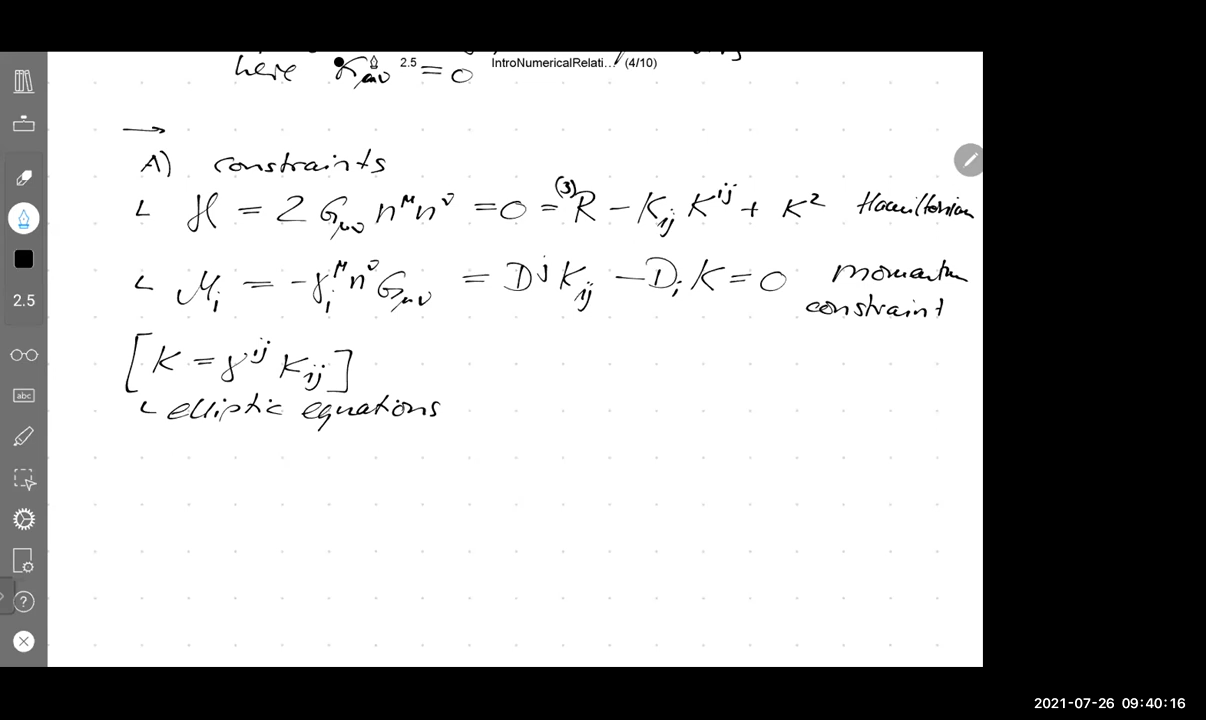 IntroNumericalRelati... (4/10)
here K_μν = 0
2.5
→
A) constraints
∟ ℋ = 2 G_μν n^μ n^ν = 0 = ^(3)R − K_ij K^ij + K² Hamiltonian
∟ ℳ_i = −γ_i^μ n^ν G_μν = D^j K_ij − D_i K = 0 momentum
constraint
[K = γ^ij K_ij]
∟ elliptic equations
2.5
abc
?
2021-07-26 09:40:16